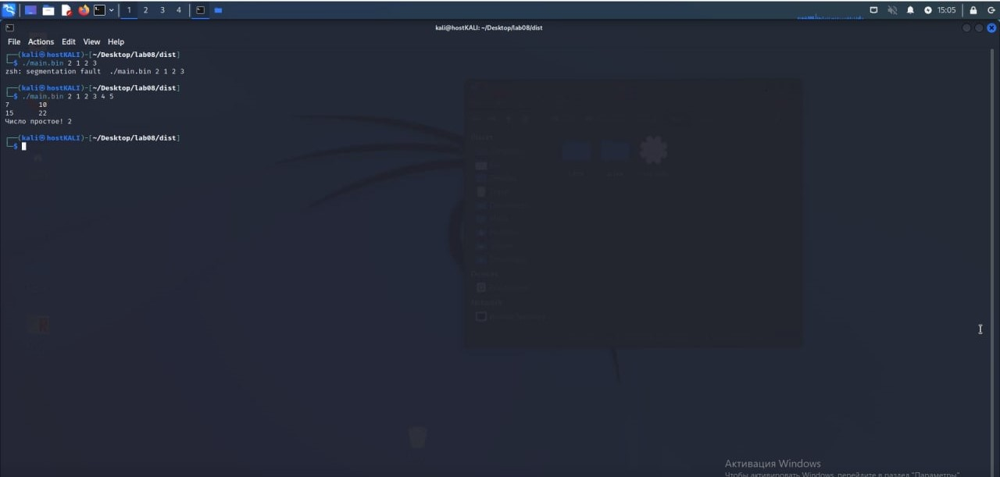 1 2 3 4 15:05
kali@hostKALI: ~/Desktop/lab08/dist
File Actions Edit View Help
┌──(kali㉿hostKALI)-[~/Desktop/lab08/dist]
└─$ ./main.bin 2 1 2 3
zsh: segmentation fault ./main.bin 2 1 2 3
┌──(kali㉿hostKALI)-[~/Desktop/lab08/dist]
└─$ ./main.bin 2 1 2 3 4 5
7 10
15 22
Число простое! 2
┌──(kali㉿hostKALI)-[~/Desktop/lab08/dist]
└─$
Активация Windows
Чтобы активировать Windows, перейдите в раздел "Параметры".